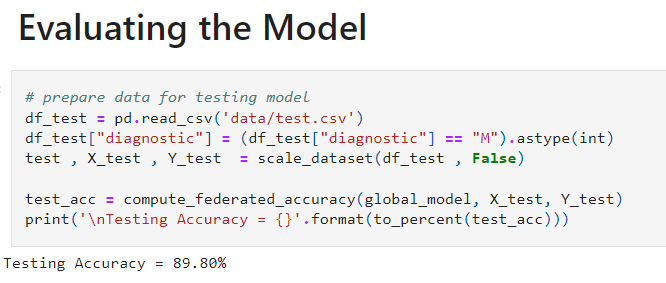 Evaluating the Model
# prepare data for testing model
df_test = pd.read_csv('data/test.csv')
df_test["diagnostic"] = (df_test["diagnostic"] == "M").astype(int)
test , X_test , Y_test  = scale_dataset(df_test , False)
test_acc = compute_federated_accuracy(global_model, X_test, Y_test)
print('\nTesting Accuracy = {}'.format(to_percent(test_acc)))
Testing Accuracy = 89.80%